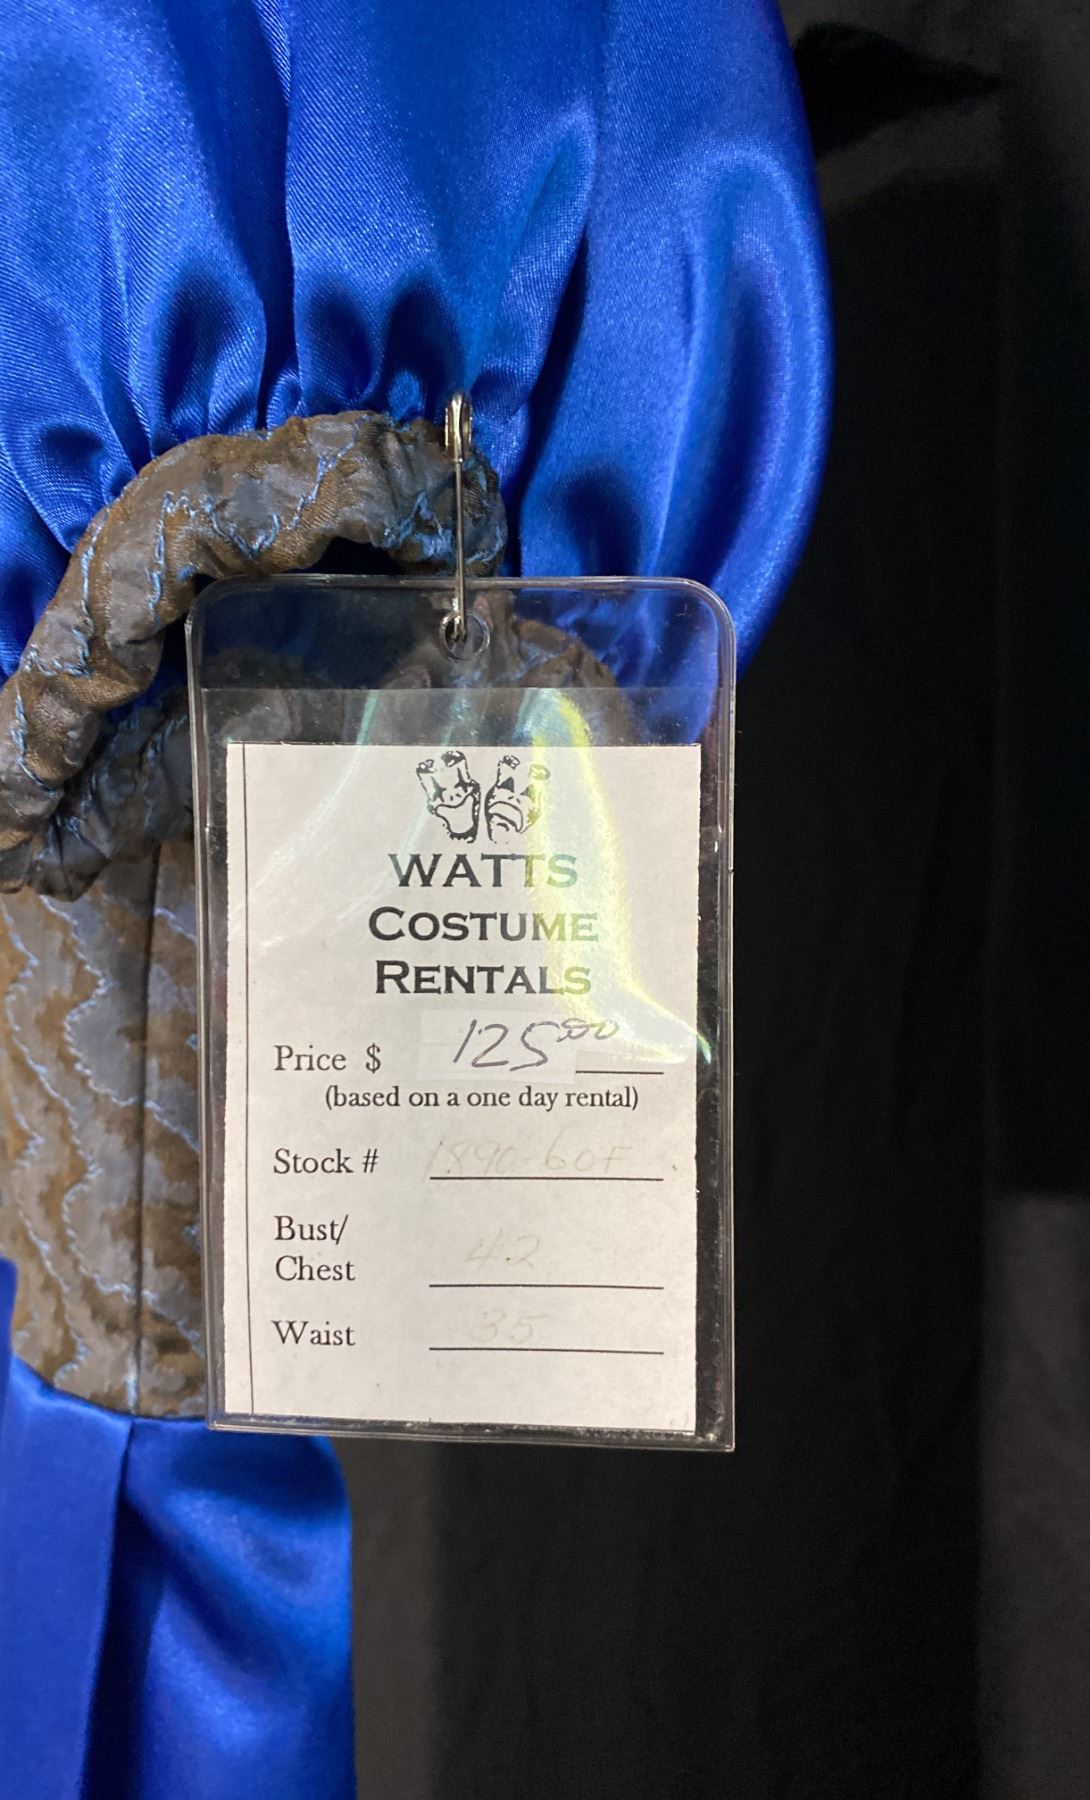 WATTS
COSTUME
RENTALS
Price $ 125.00
(based on a one day rental)
Stock # 1890-60F
Bust/
Chest 42
Waist 35